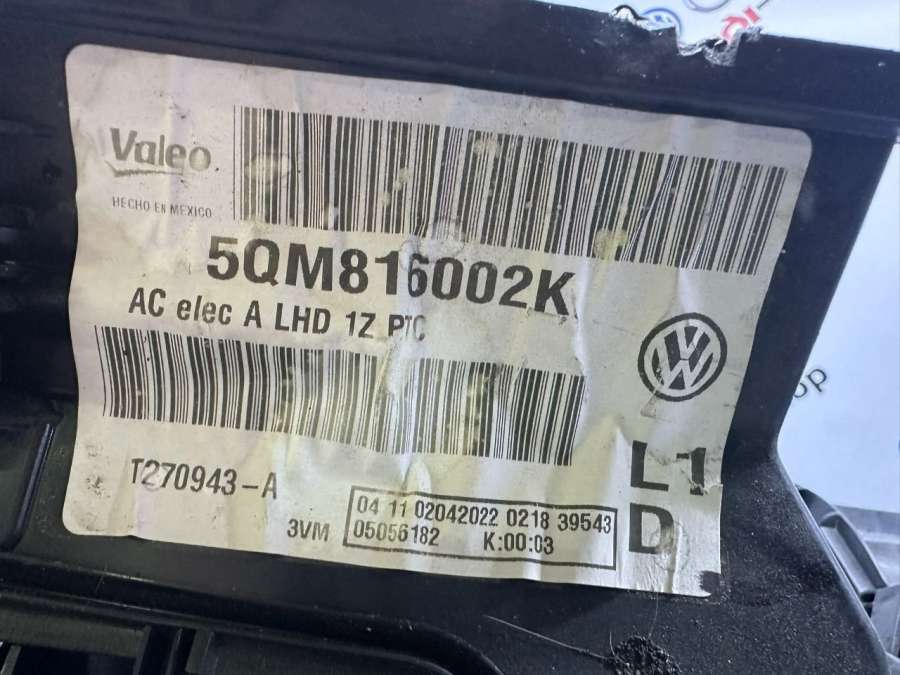 Valeo
HECHO EN MEXICO
5QM816002K
AC elec A LHD 1Z PTC
T270943-A
3VM
04 11 02042022 0218 39543
05056182 K:00:03
L1
D
op